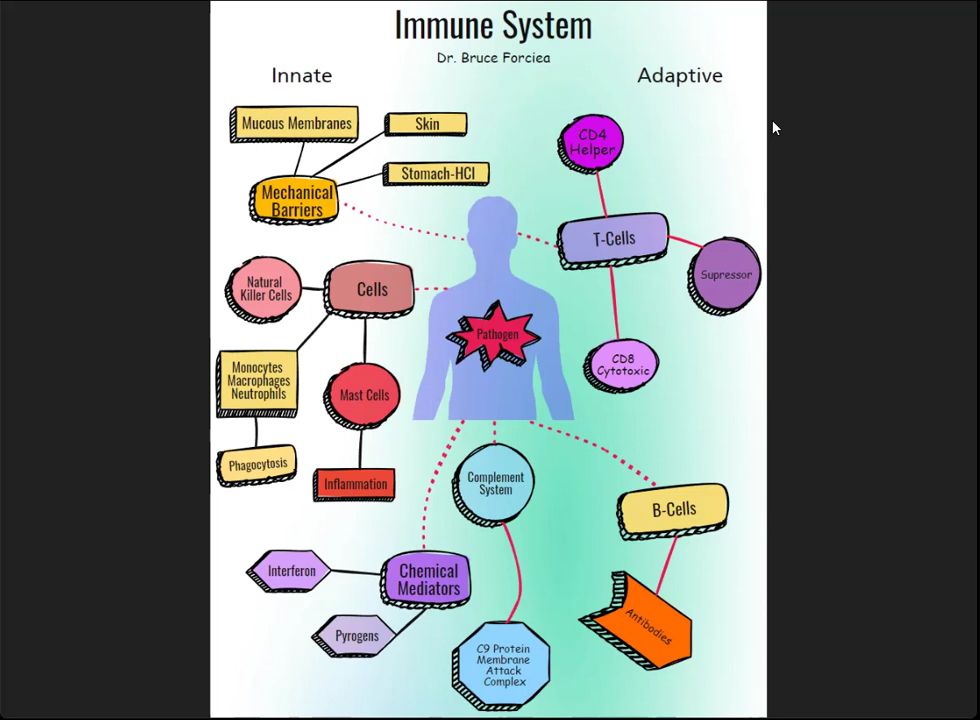 Immune System
Dr. Bruce Forciea
Innate
Adaptive
Mucous Membranes
Skin
Stomach-HCl
Mechanical
Barriers
CD4
Helper
T-Cells
Supressor
CD8
Cytotoxic
Natural
Killer Cells
Cells
Pathogen
Monocytes
Macrophages
Neutrophils
Mast Cells
Phagocytosis
Inflammation
Complement
System
B-Cells
Interferon
Chemical
Mediators
Pyrogens
C9 Protein
Membrane
Attack
Complex
Antibodies